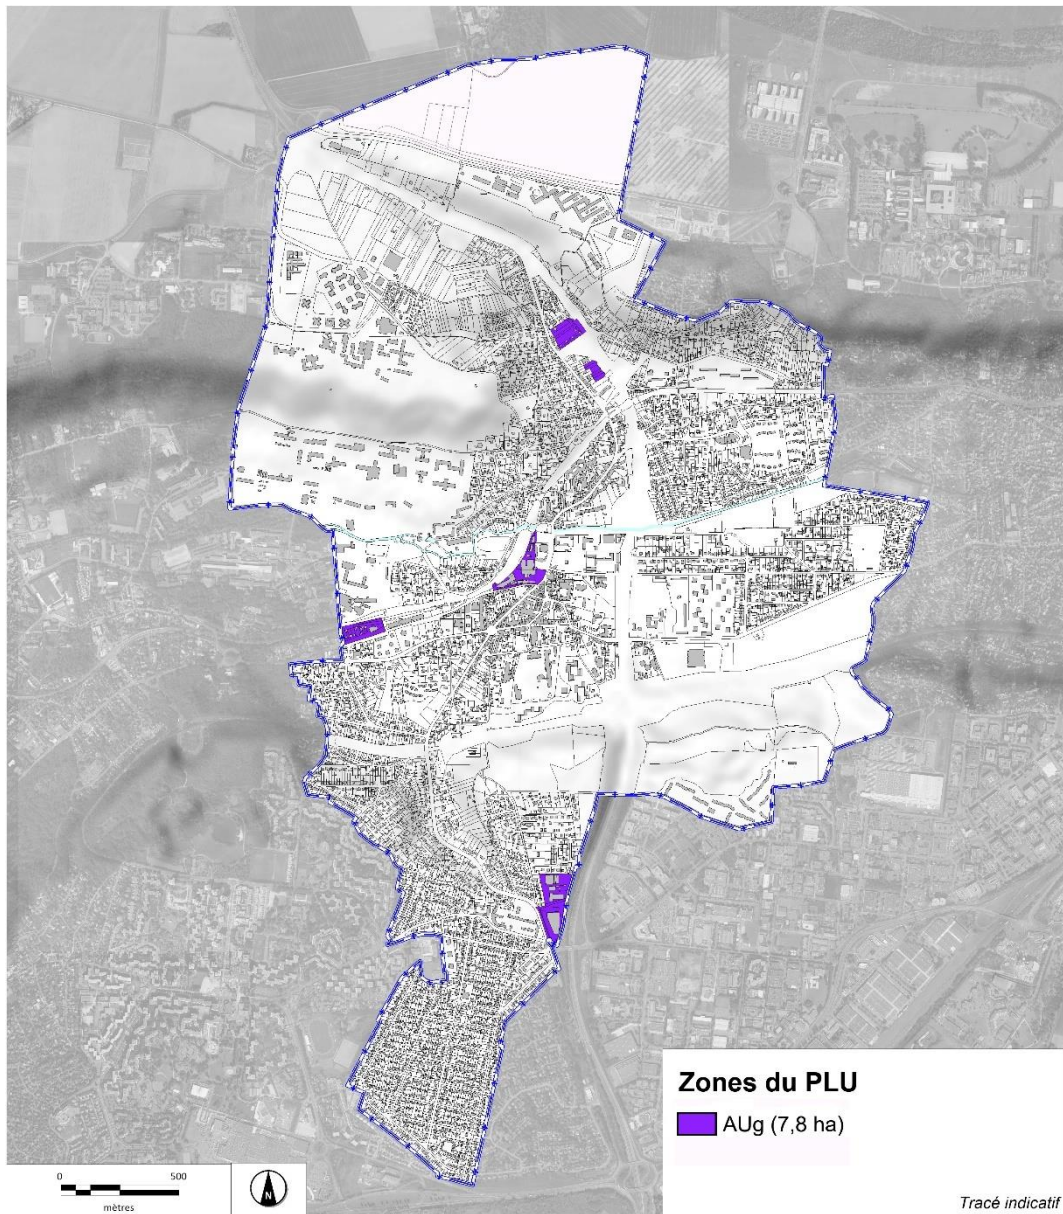 Zones du PLU
AUg (7,8 ha)
0 500
mètres
N
Tracé indicatif